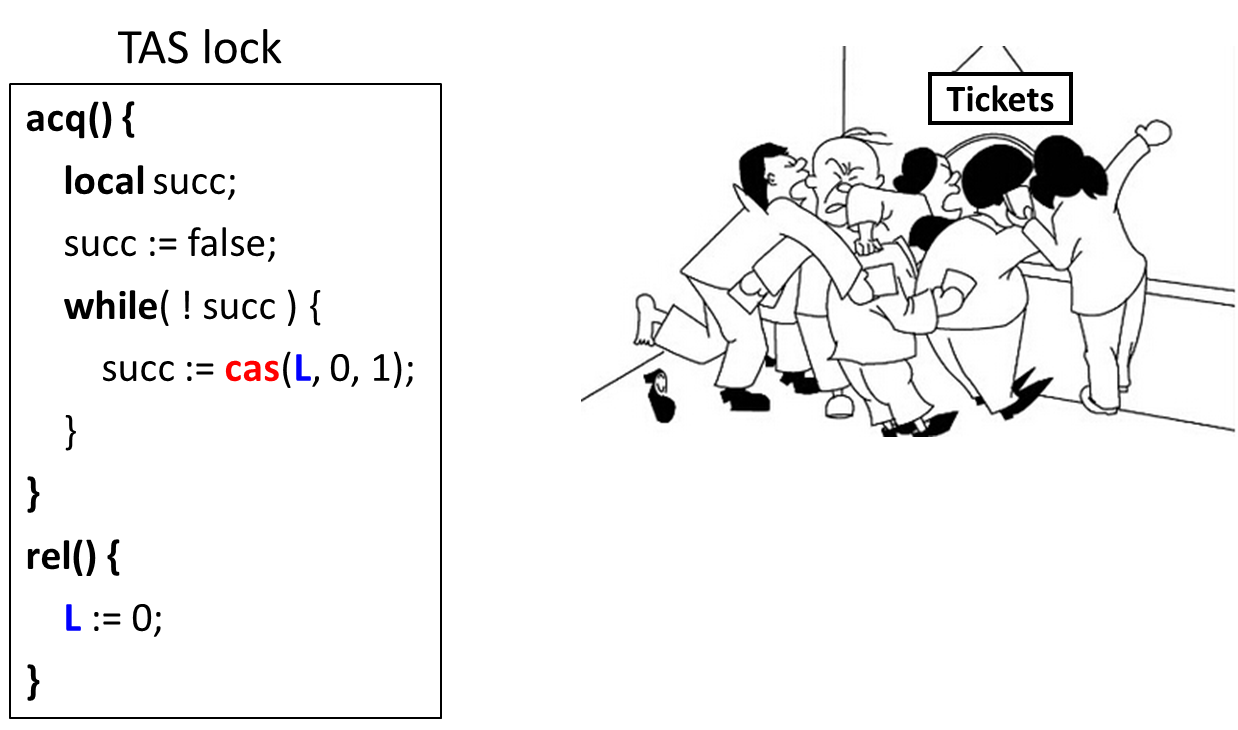 TAS lock
acq() {
local succ;
succ := false;
while( ! succ ) {
succ := cas(L, 0, 1);
}
}
rel() {
L := 0;
}
Tickets